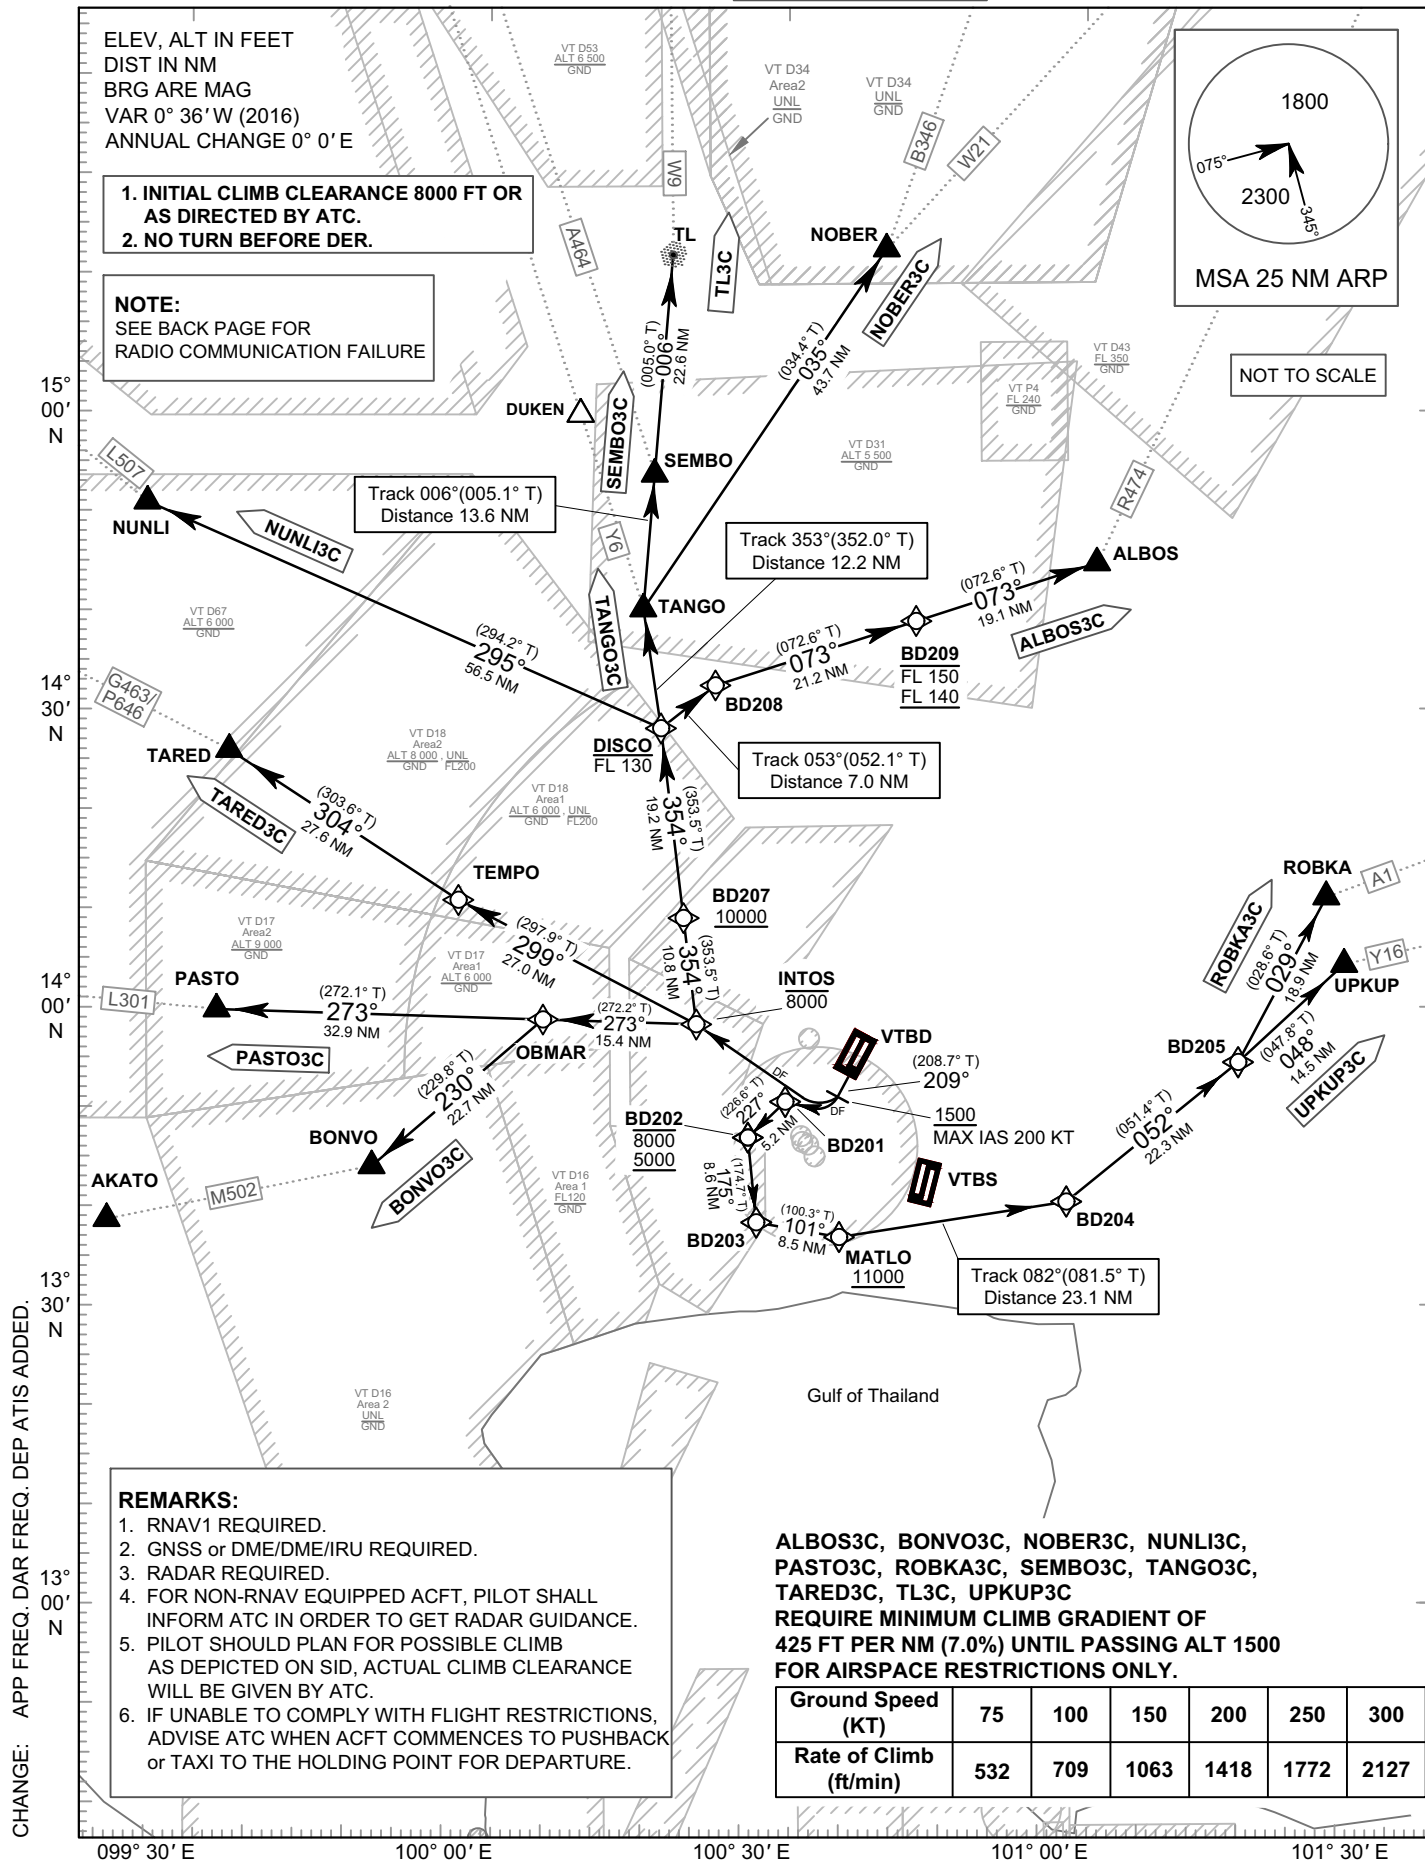 ELEV, ALT IN FEET
DIST IN NM
BRG ARE MAG
VAR 0° 36′ W (2016)
ANNUAL CHANGE 0° 0′ E
1. INITIAL CLIMB CLEARANCE 8000 FT OR
AS DIRECTED BY ATC.
2. NO TURN BEFORE DER.
NOTE:
SEE BACK PAGE FOR
RADIO COMMUNICATION FAILURE
VT D53
ALT 6 500
GND
VT D34
Area2
UNL
GND
VT D34
UNL
GND
1800
075°
2300
345°
MSA 25 NM ARP
NOT TO SCALE
W9
B346
W21
A464
TL
TL3C
NOBER
NOBER3C
(005.0° T)
006°
22.6 NM
(034.4° T)
035°
43.7 NM
VT D43
FL 350
GND
VT P4
FL 240
GND
VT D31
ALT 5 500
GND
15°
00′
N
DUKEN
SEMBO3C
SEMBO
L507
NUNLI
NUNLI3C
Track 006°(005.1° T)
Distance 13.6 NM
Y6
Track 353°(352.0° T)
Distance 12.2 NM
R474
ALBOS
TANGO
TANGO3C
(072.6° T)
073°
19.1 NM
ALBOS3C
(072.6° T)
073°
21.2 NM
BD209
FL 150
FL 140
BD208
VT D67
ALT 6 000
GND
(294.2° T)
295°
56.5 NM
14°
30′
N
G463/
P646
TARED
VT D18
Area2
ALT 8 000 , UNL
GND FL200
DISCO
FL 130
Track 053°(052.1° T)
Distance 7.0 NM
VT D18
Area1
ALT 6 000 , UNL
GND FL200
TARED3C
(303.6° T)
304°
27.6 NM
(353.5° T)
354°
19.2 NM
TEMPO
BD207
10000
ROBKA
A1
ROBKA3C
VT D17
Area2
ALT 9 000
GND
VT D17
Area1
ALT 6 000
GND
(297.9° T)
299°
27.0 NM
(353.5° T)
354°
10.8 NM
INTOS
8000
(028.6° T)
029°
18.9 NM
Y16
UPKUP
14°
00′
N
PASTO
L301
(272.1° T)
273°
32.9 NM
(272.2° T)
273°
15.4 NM
OBMAR
PASTO3C
VTBD
(208.7° T)
209°
DF
DF
1500
MAX IAS 200 KT
BD205
(047.8° T)
048°
14.5 NM
UPKUP3C
(229.8° T)
230°
22.7 NM
BONVO
BONVO3C
BD202
8000
5000
(226.6° T)
227°
5.2 NM
BD201
(051.4° T)
052°
22.3 NM
AKATO
M502
VT D16
Area 1
FL120
GND
(174.7° T)
175°
8.6 NM
VTBS
BD204
BD203
(100.3° T)
101°
8.5 NM
MATLO
11000
Track 082°(081.5° T)
Distance 23.1 NM
13°
30′
N
Gulf of Thailand
VT D16
Area 2
UNL
GND
REMARKS:
1. RNAV1 REQUIRED.
2. GNSS or DME/DME/IRU REQUIRED.
3. RADAR REQUIRED.
4. FOR NON-RNAV EQUIPPED ACFT, PILOT SHALL
INFORM ATC IN ORDER TO GET RADAR GUIDANCE.
5. PILOT SHOULD PLAN FOR POSSIBLE CLIMB
AS DEPICTED ON SID, ACTUAL CLIMB CLEARANCE
WILL BE GIVEN BY ATC.
6. IF UNABLE TO COMPLY WITH FLIGHT RESTRICTIONS,
ADVISE ATC WHEN ACFT COMMENCES TO PUSHBACK
or TAXI TO THE HOLDING POINT FOR DEPARTURE.
13°
00′
N
ALBOS3C, BONVO3C, NOBER3C, NUNLI3C,
PASTO3C, ROBKA3C, SEMBO3C, TANGO3C,
TARED3C, TL3C, UPKUP3C
REQUIRE MINIMUM CLIMB GRADIENT OF
425 FT PER NM (7.0%) UNTIL PASSING ALT 1500
FOR AIRSPACE RESTRICTIONS ONLY.
Ground Speed (KT) 75 100 150 200 250 300
Rate of Climb (ft/min) 532 709 1063 1418 1772 2127
CHANGE: APP FREQ. DAR FREQ. DEP ATIS ADDED.
099° 30′ E 100° 00′ E 100° 30′ E 101° 00′ E 101° 30′ E